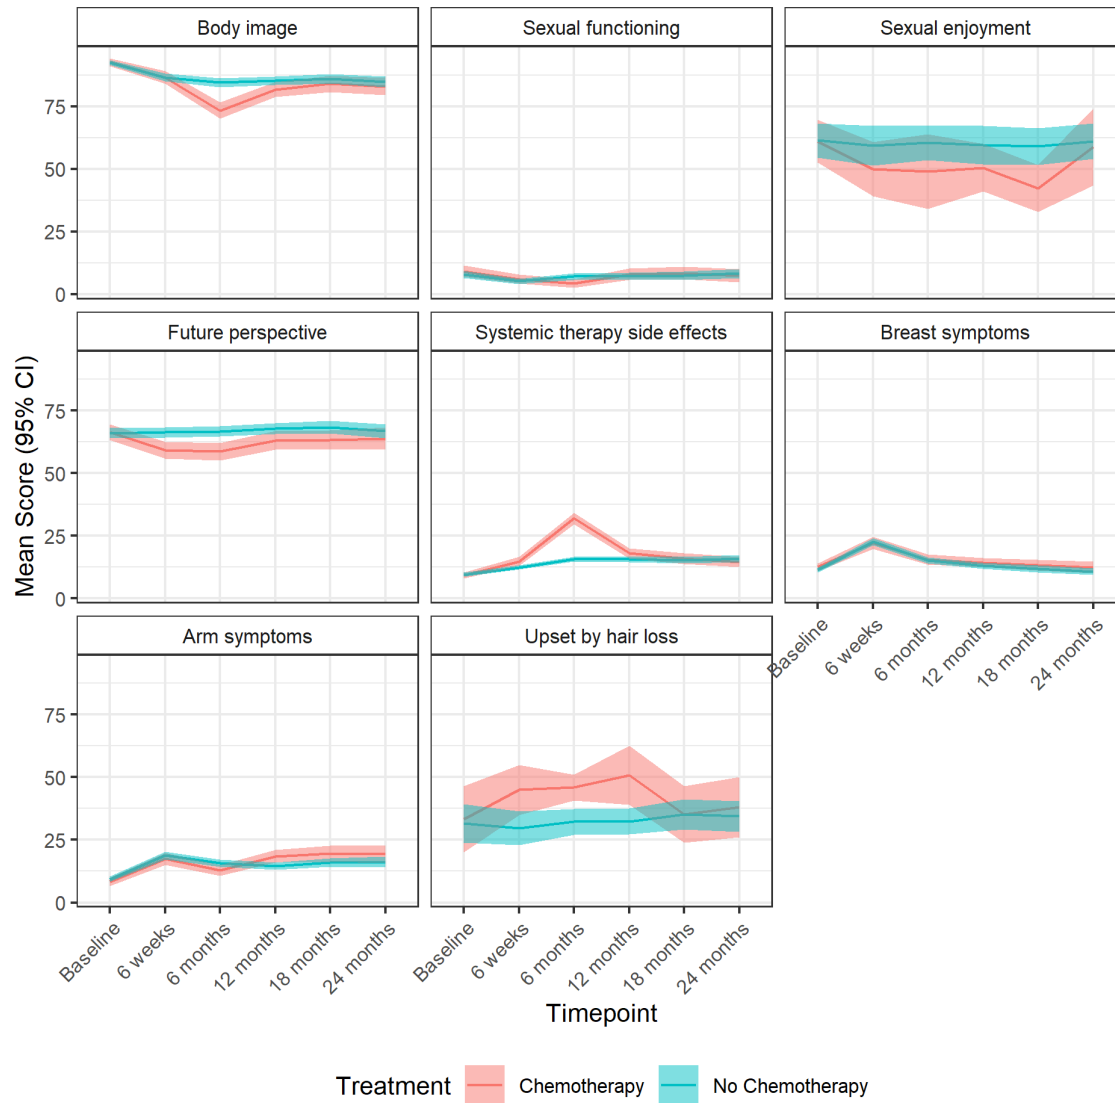 Body image
Sexual functioning
Sexual enjoyment
75
50
25
0
Future perspective
Systemic therapy side effects
Breast symptoms
75
50
25
0
Mean Score (95% CI)
Baseline
6 weeks
6 months
12 months
18 months
24 months
Arm symptoms
Upset by hair loss
75
50
25
0
Baseline
6 weeks
6 months
12 months
18 months
24 months
Baseline
6 weeks
6 months
12 months
18 months
24 months
Timepoint
Treatment Chemotherapy No Chemotherapy